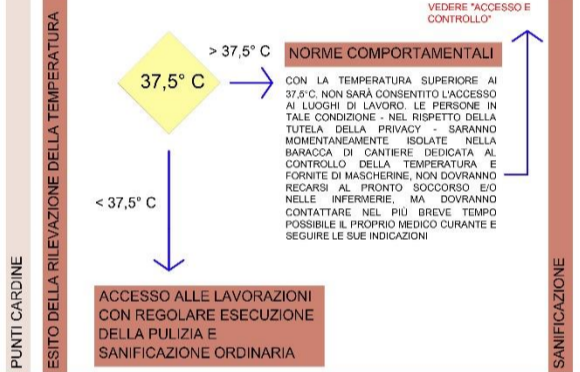 VEDERE "ACCESSO E
CONTROLLO"
> 37,5° C
NORME COMPORTAMENTALI
37,5° C
CON LA TEMPERATURA SUPERIORE AI
37,5°C, NON SARÀ CONSENTITO L'ACCESSO
AI LUOGHI DI LAVORO. LE PERSONE IN
TALE CONDIZIONE - NEL RISPETTO DELLA
TUTELA DELLA PRIVACY - SARANNO
MOMENTANEAMENTE ISOLATE NELLA
BARACCA DI CANTIERE DEDICATA AL
CONTROLLO DELLA TEMPERATURA E
FORNITE DI MASCHERINE, NON DOVRANNO
RECARSI AL PRONTO SOCCORSO E/O
NELLE INFERMERIE, MA DOVRANNO
CONTATTARE NEL PIÙ BREVE TEMPO
POSSIBILE IL PROPRIO MEDICO CURANTE E
SEGUIRE LE SUE INDICAZIONI
< 37,5° C
ACCESSO ALLE LAVORAZIONI
CON REGOLARE ESECUZIONE
DELLA PULIZIA E
SANIFICAZIONE ORDINARIA
PUNTI CARDINE
ESITO DELLA RILEVAZIONE DELLA TEMPERATURA
SANIFICAZIONE